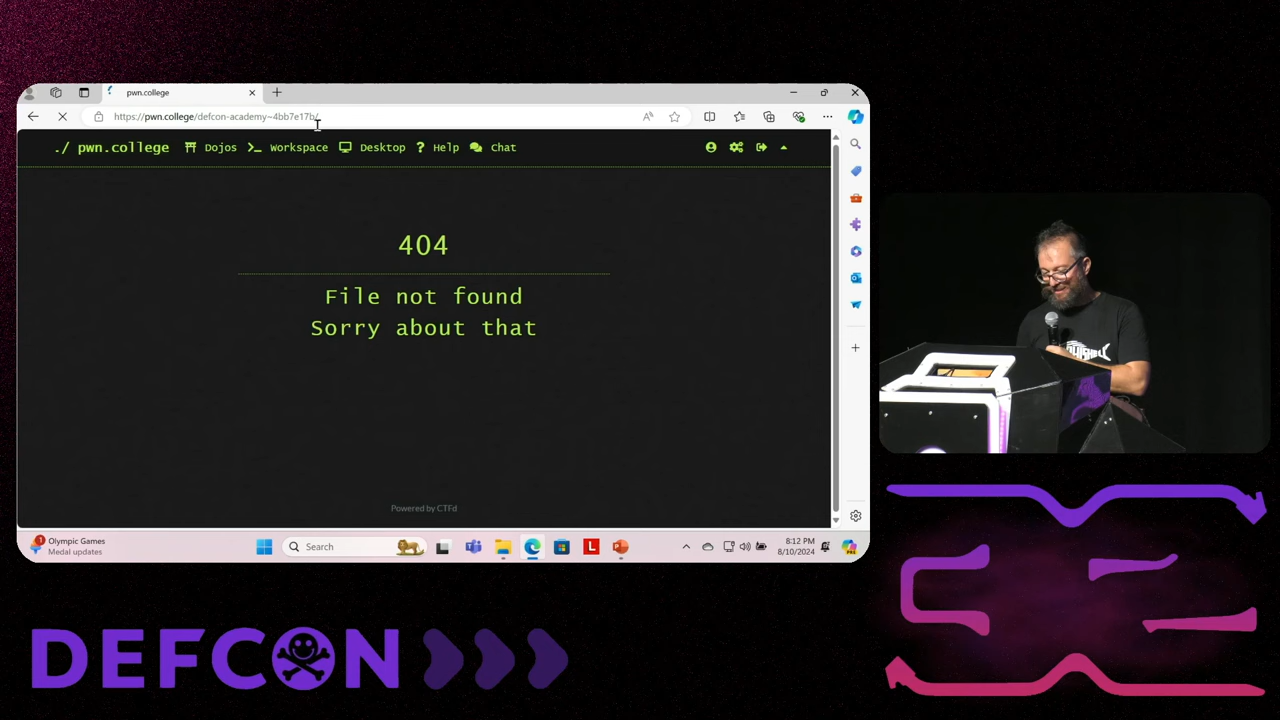 pwn.college
https://pwn.college/defcon-academy~4bb7e17b/
./ pwn.college Dojos Workspace Desktop Help Chat
404
File not found
Sorry about that
Powered by CTFd
Olympic Games
Medal updates
Search
8:12 PM
8/10/2024
DEFCON